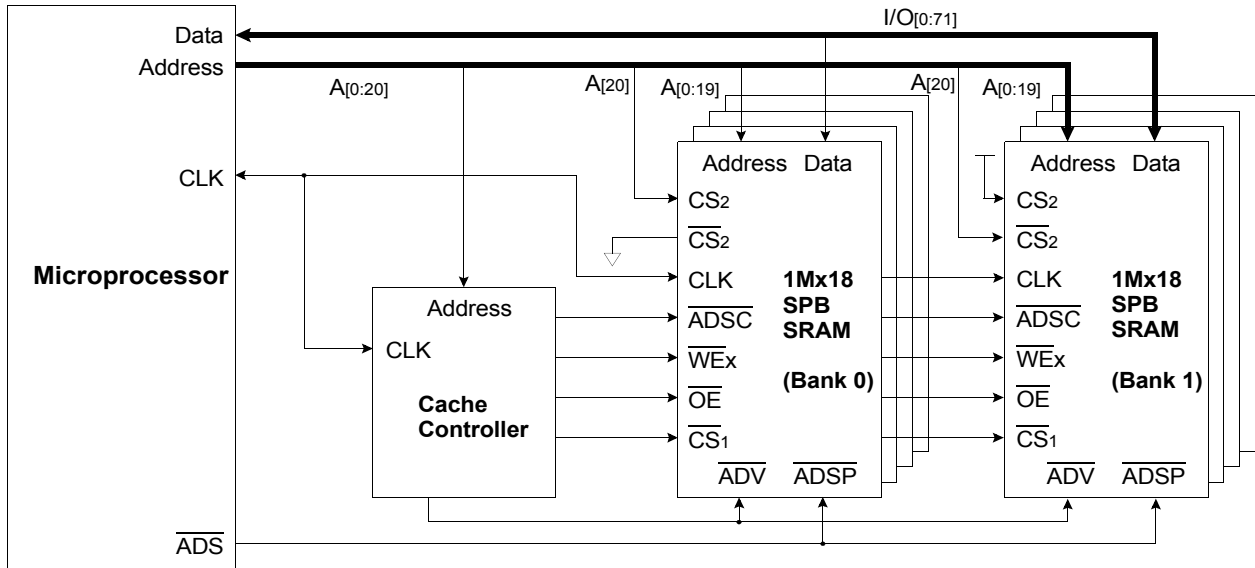 I/O[0:71]
Data
Address
A[0:20]
A[20]
A[0:19]
A[20]
A[0:19]
Address Data
Address Data
CLK
CS2
CS2
CS2
CS2
Microprocessor
CLK
1Mx18
SPB
SRAM
(Bank 0)
CLK
1Mx18
SPB
SRAM
(Bank 1)
Address
ADSC
ADSC
CLK
WEx
WEx
Cache
Controller
OE
OE
CS1
CS1
ADV ADSP
ADV ADSP
ADS